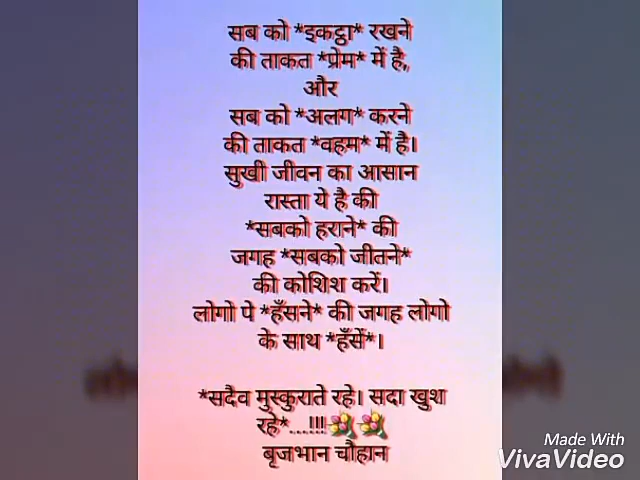 सब को *इकट्ठा* रखने
की ताकत *प्रेम* में है,
और
सब को *अलग* करने
की ताकत *वहम* में है।
सुखी जीवन का आसान
रास्ता ये है की
*सबको हराने* की
जगह *सबको जीतने*
की कोशिश करें।
लोगो पे *हँसने* की जगह लोगो
के साथ *हँसें*।
*सदैव मुस्कुराते रहे। सदा खुश
रहे*...!!!💐💐
बृजभान चौहान
Made With
VivaVideo